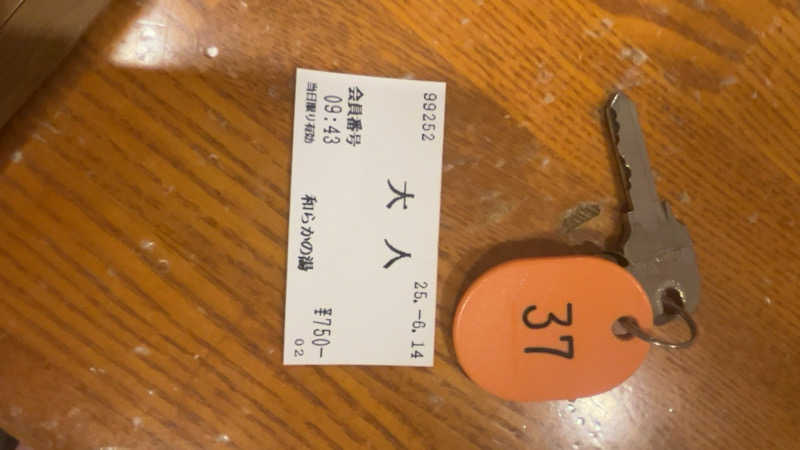 99252 25.-6.14
大人
会員番号
09:43 ¥750-
当日限り有効 和らかの湯 02
37